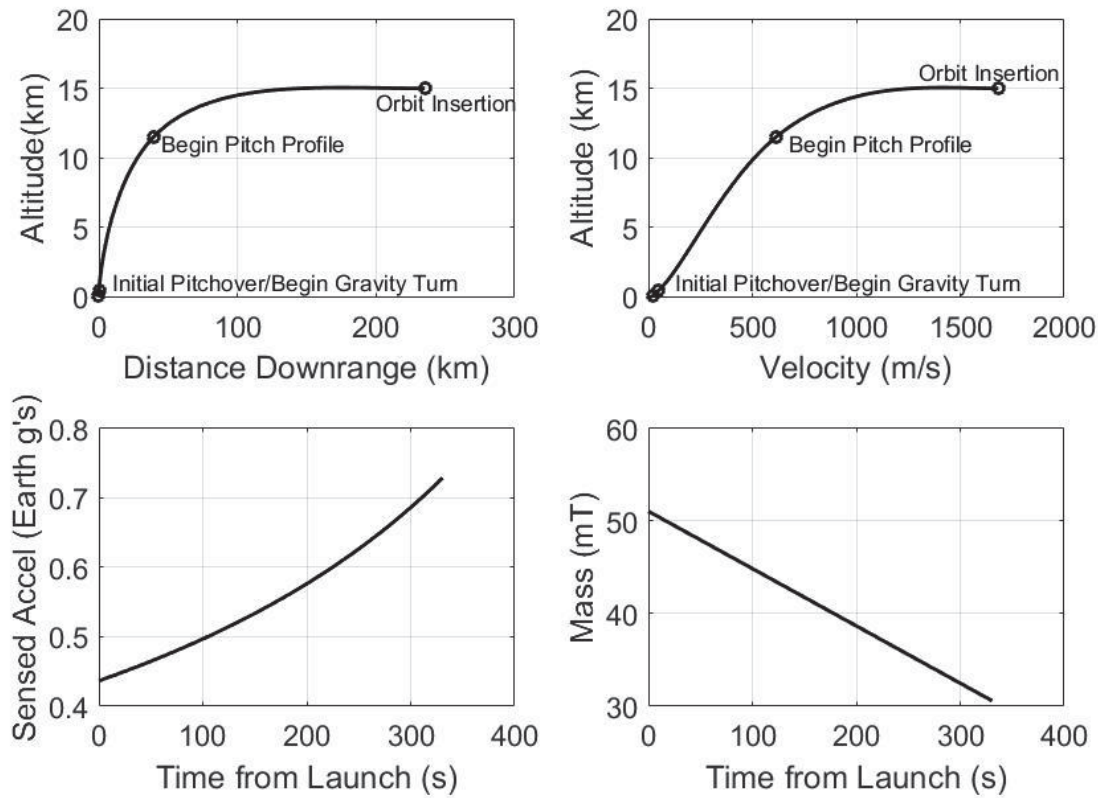 20
15
10
5
0
Altitude(km)
Orbit Insertion
Begin Pitch Profile
Initial Pitchover/Begin Gravity Turn
0 100 200 300
Distance Downrange (km)
20
15
10
5
0
Altitude (km)
Orbit Insertion
Begin Pitch Profile
Initial Pitchover/Begin Gravity Turn
0 500 1000 1500 2000
Velocity (m/s)
0.8
0.7
0.6
0.5
0.4
Sensed Accel (Earth g's)
0 100 200 300 400
Time from Launch (s)
60
50
40
30
Mass (mT)
0 100 200 300 400
Time from Launch (s)